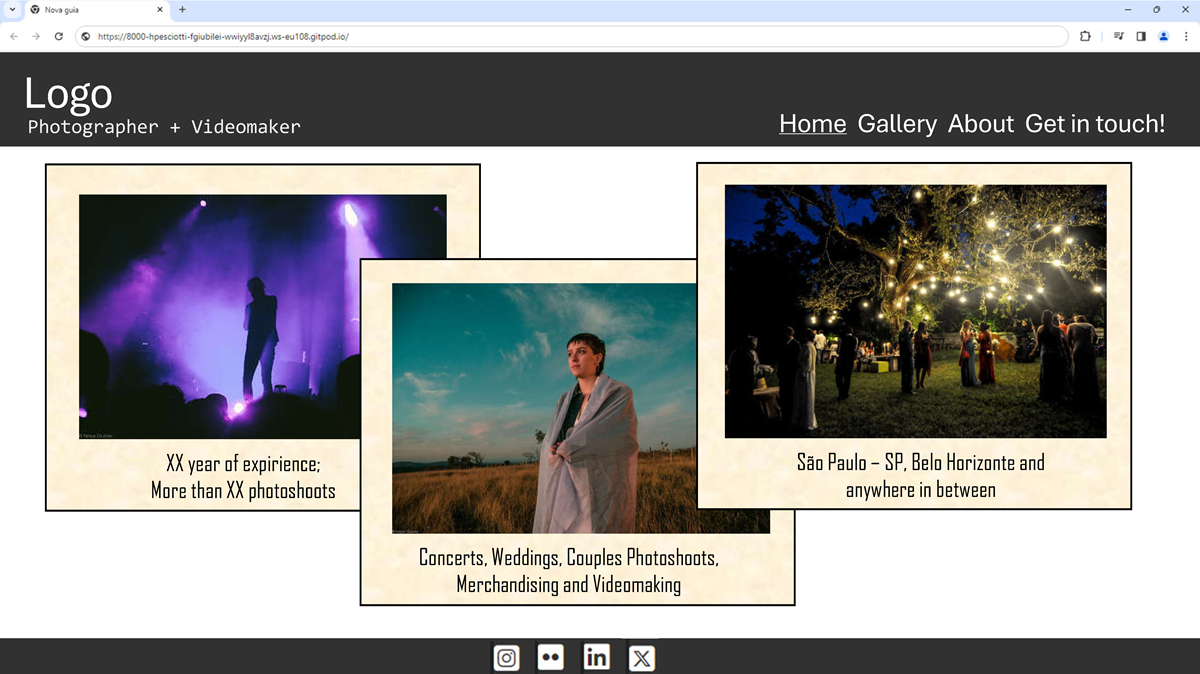 Nova guia
https://8000-hpesciotti-fgiubilei-wwiyyl8avzj.ws-eu108.gitpod.io/
Logo
Photographer + Videomaker
Home Gallery About Get in touch!
XX year of expirience;
More than XX photoshoots
Concerts, Weddings, Couples Photoshoots,
Merchandising and Videomaking
São Paulo – SP, Belo Horizonte and
anywhere in between
in
X